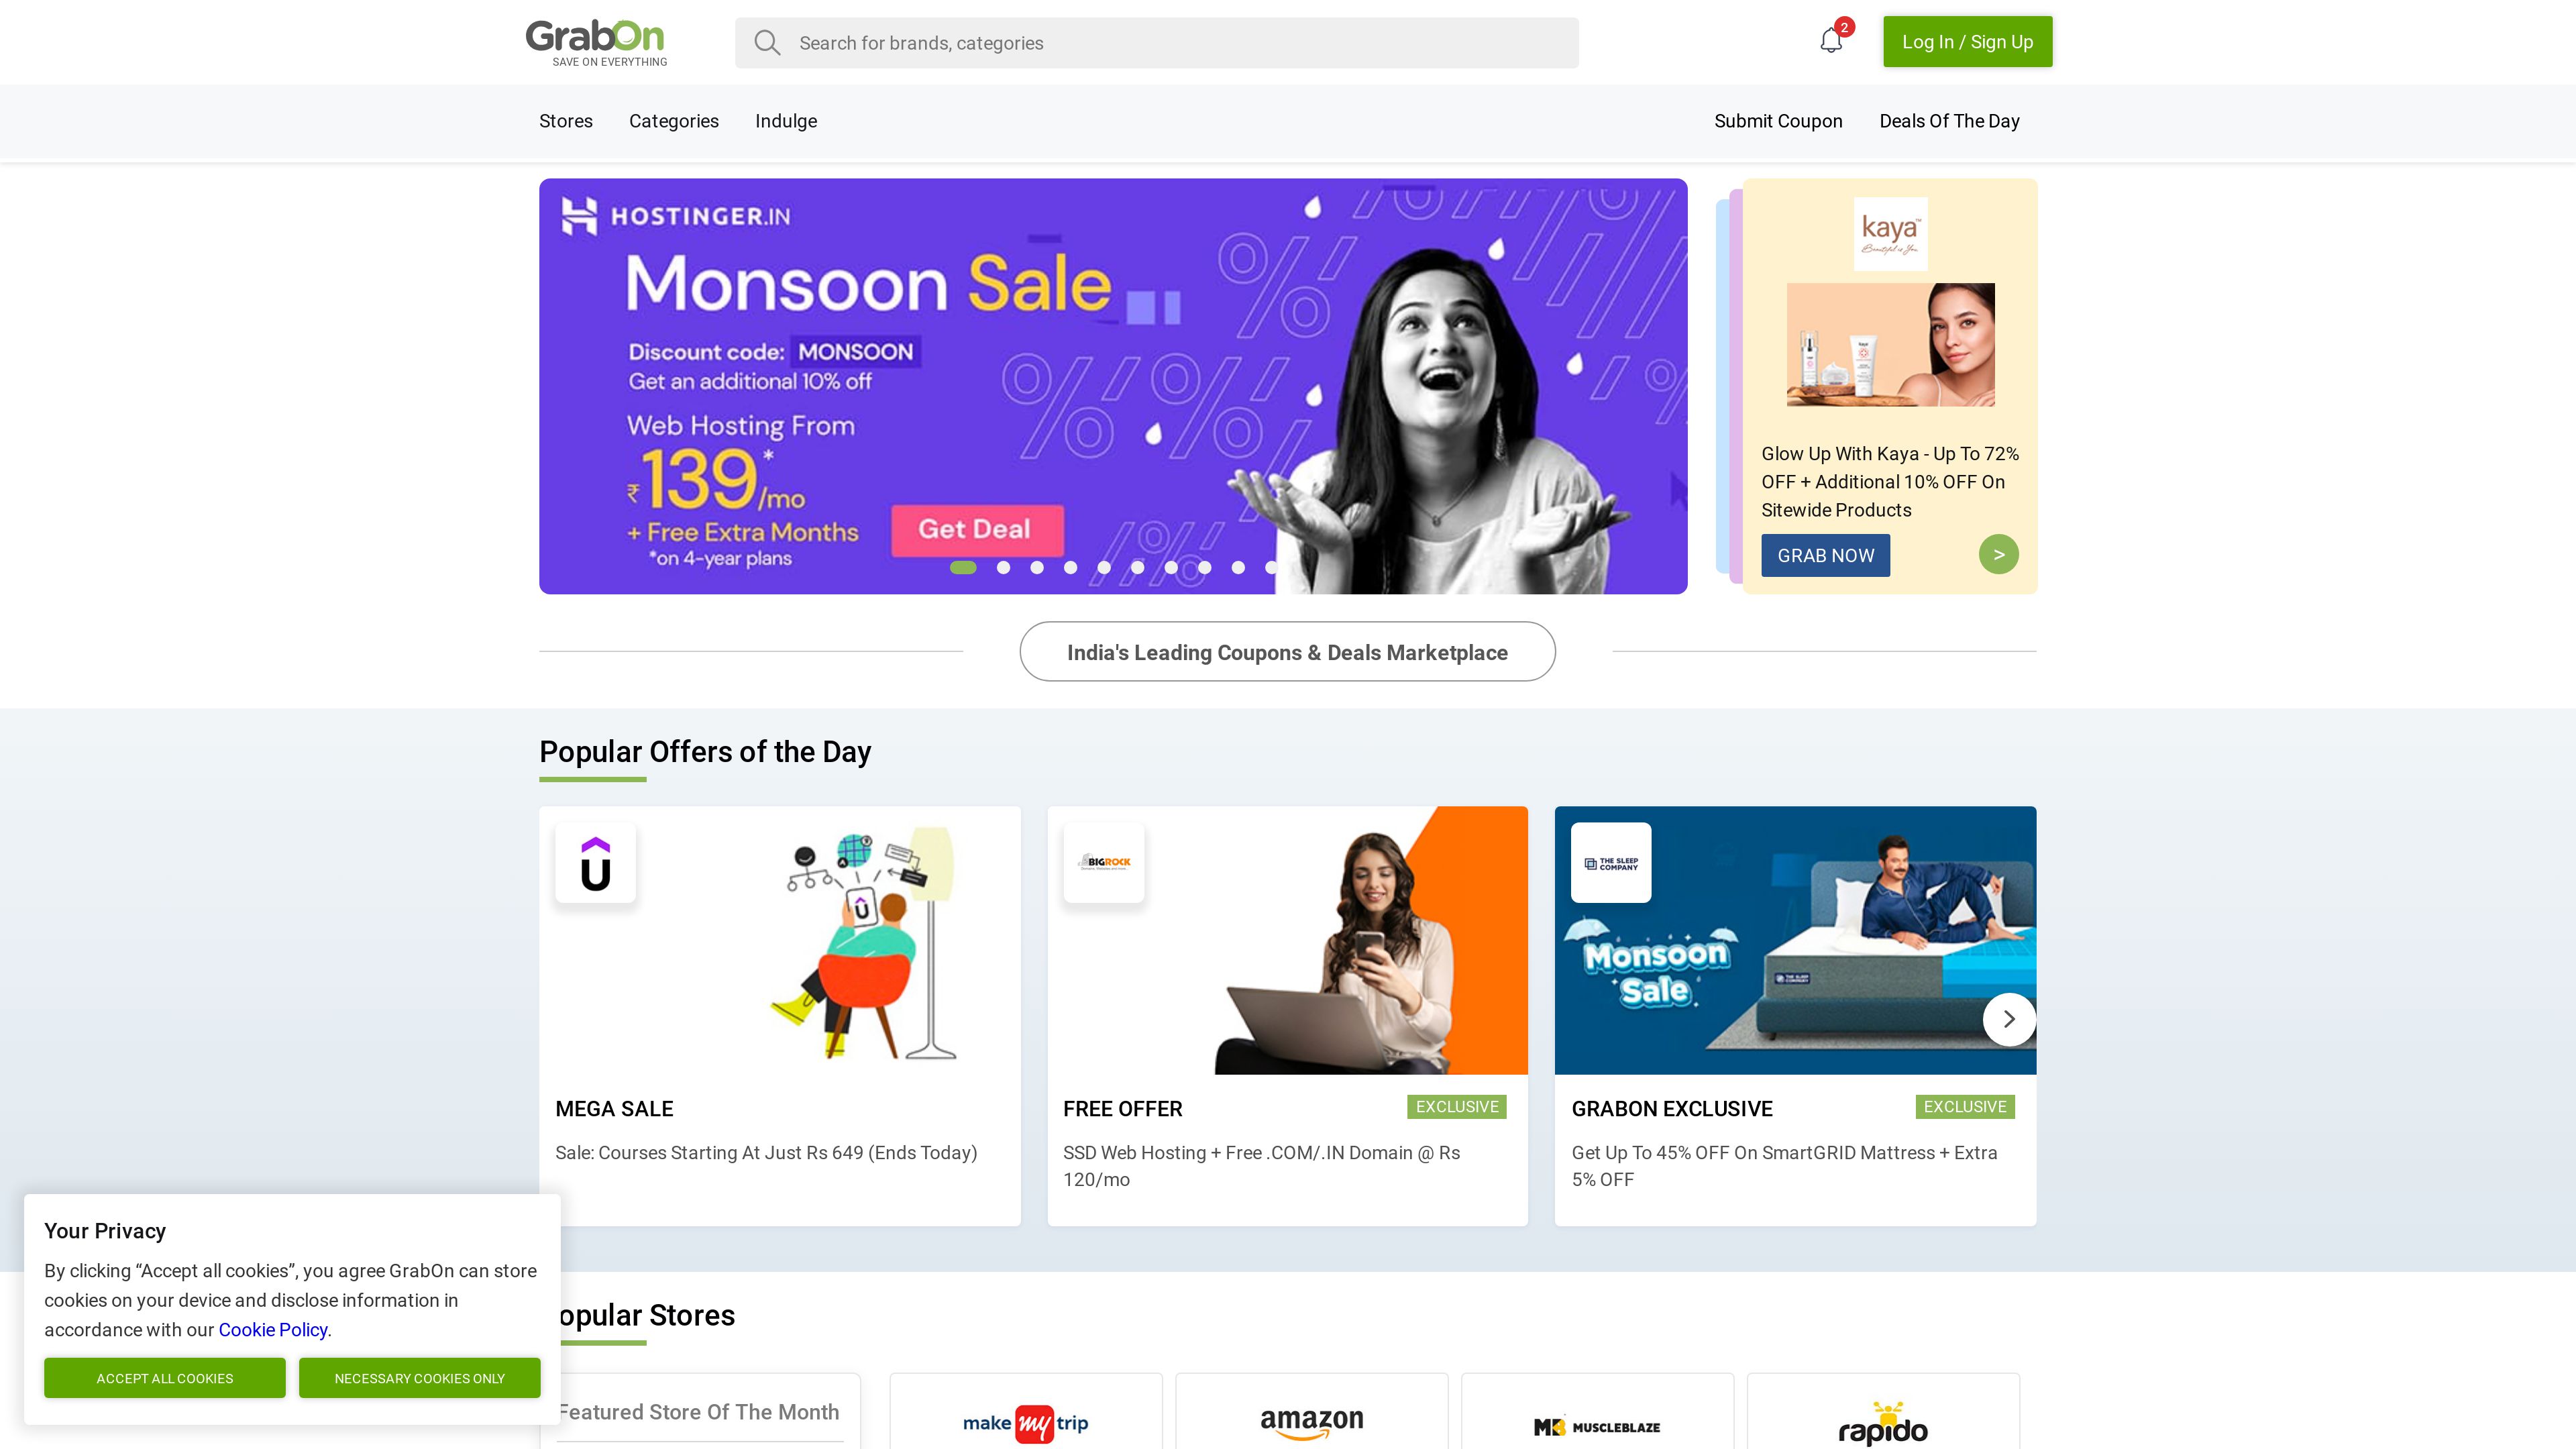 GrabOn
SAVE ON EVERYTHING
Search for brands, categories
2
Log In / Sign Up
Stores
Categories
Indulge
Submit Coupon
Deals Of The Day
HOSTINGER.IN
Monsoon Sale
Discount code: MONSOON
Get an additional 10% off
Web Hosting From
₹139*/mo
+ Free Extra Months
*on 4-year plans
Get Deal
kaya™
Beautiful is You
Glow Up With Kaya - Up To 72%
OFF + Additional 10% OFF On
Sitewide Products
GRAB NOW
>
India's Leading Coupons & Deals Marketplace
Popular Offers of the Day
BIGROCK
THE SLEEP
COMPANY
Monsoon
Sale
THE SLEEP
COMPANY
MEGA SALE
Sale: Courses Starting At Just Rs 649 (Ends Today)
FREE OFFER
EXCLUSIVE
SSD Web Hosting + Free .COM/.IN Domain @ Rs
120/mo
GRABON EXCLUSIVE
EXCLUSIVE
Get Up To 45% OFF On SmartGRID Mattress + Extra
5% OFF
Your Privacy
By clicking “Accept all cookies”, you agree GrabOn can store
cookies on your device and disclose information in
accordance with our Cookie Policy.
ACCEPT ALL COOKIES
NECESSARY COOKIES ONLY
opular Stores
Featured Store Of The Month
make my trip
amazon
MB MUSCLEBLAZE
rapido